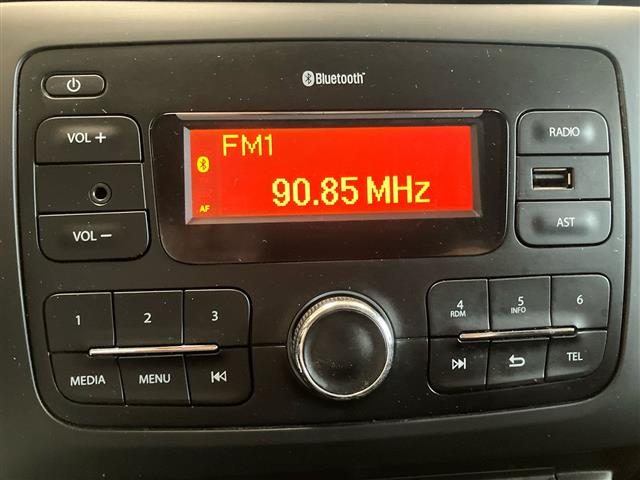 Bluetooth
VOL +
VOL −
FM1
90.85 MHz
AF
RADIO
AST
1
2
3
MEDIA
MENU
4
RDM
5
INFO
6
TEL